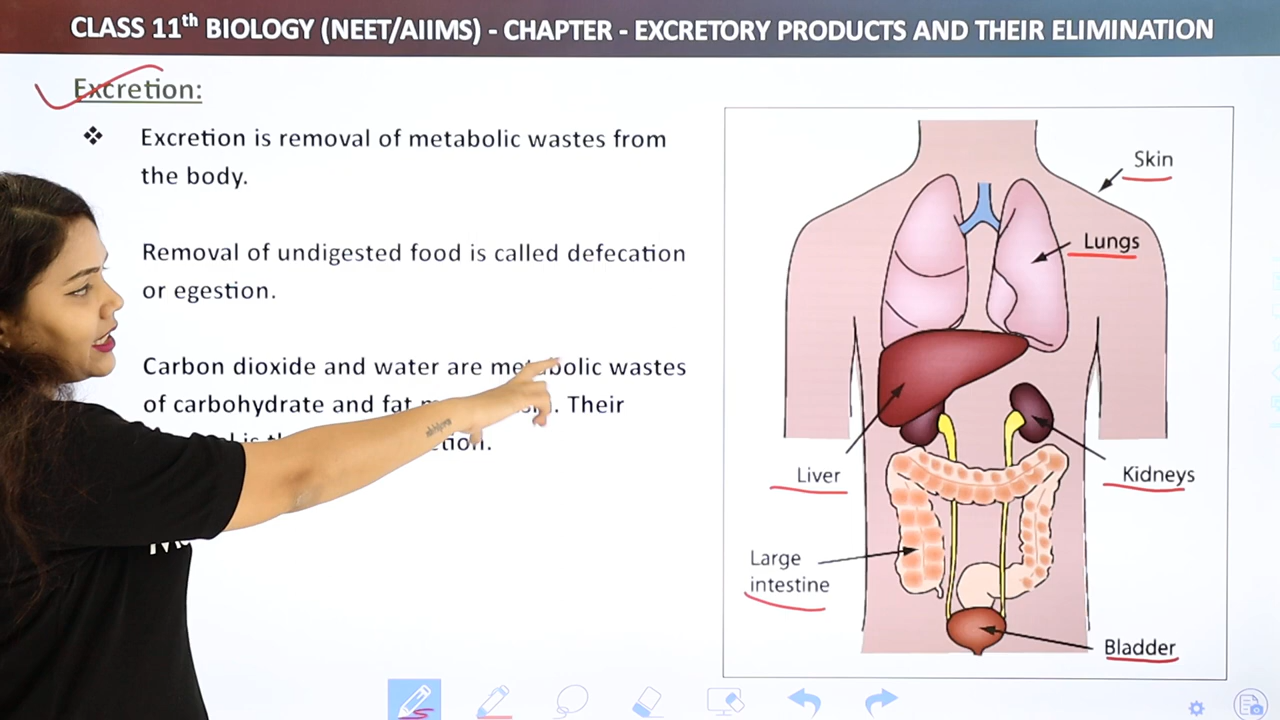 CLASS 11th BIOLOGY (NEET/AIIMS) - CHAPTER - EXCRETORY PRODUCTS AND THEIR ELIMINATION
Excretion:
❖ Excretion is removal of metabolic wastes from
the body.
Removal of undigested food is called defecation
or egestion.
Carbon dioxide and water are metabolic wastes
of carbohydrate and fat Their
Skin
Lungs
Liver
Kidneys
Large
intestine
Bladder